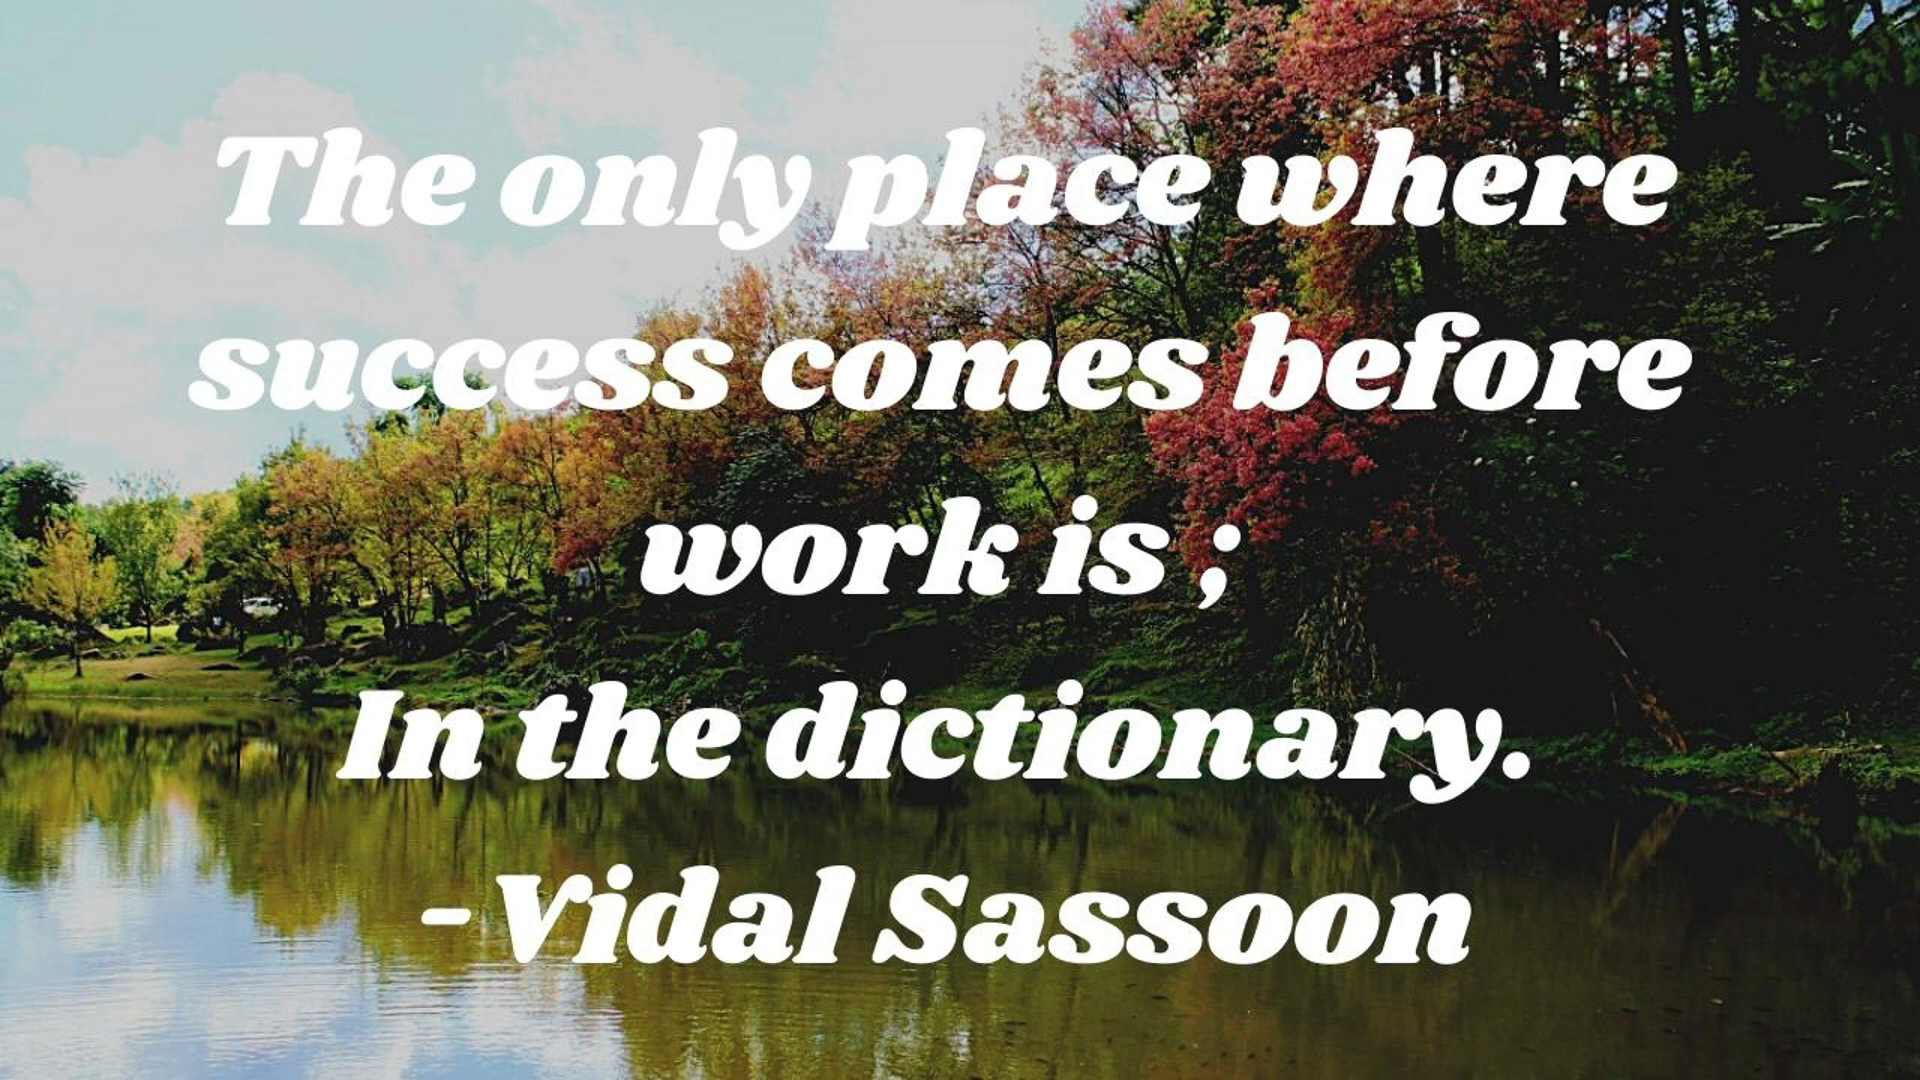 The only place where
success comes before
work is ;
In the dictionary.
-Vidal Sassoon